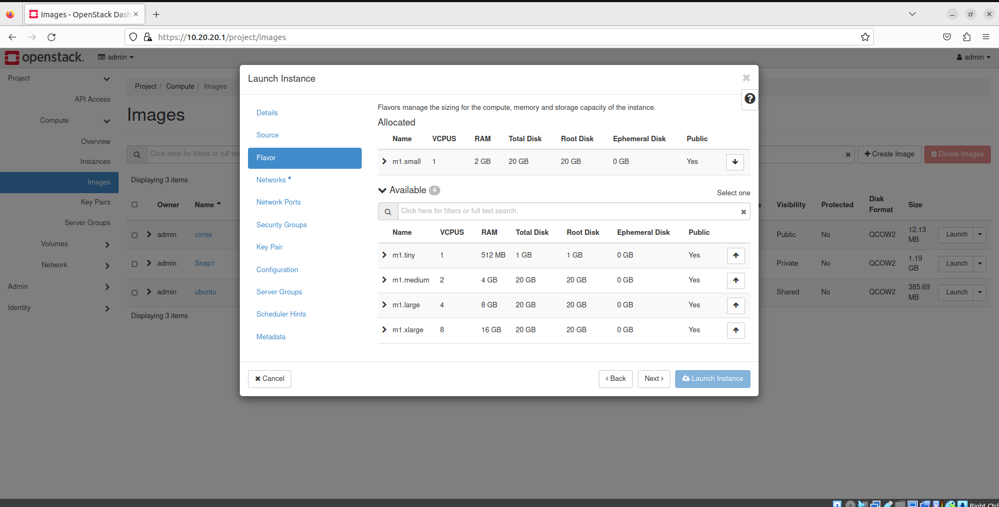 Images - OpenStack Dash
https://10.20.20.1/project/images
openstack.
admin
admin
Project
API Access
Compute
Overview
Instances
Images
Key Pairs
Server Groups
Volumes
Network
Admin
Identity
Project / Compute / Images
Images
Click here for filters or full tex
Create Image
Delete Images
Displaying 3 items
Owner Name s Visibility Protected Disk Format Size
admin cirros Public No QCOW2 12.13 MB Launch
admin Snap1 Private No QCOW2 1.19 GB Launch
admin ubuntu Shared No QCOW2 385.69 MB Launch
Displaying 3 items
Launch Instance
Details
Source
Flavor
Networks *
Network Ports
Security Groups
Key Pair
Configuration
Server Groups
Scheduler Hints
Metadata
Flavors manage the sizing for the compute, memory and storage capacity of the instance.
Allocated
Name VCPUS RAM Total Disk Root Disk Ephemeral Disk Public
m1.small 1 2 GB 20 GB 20 GB 0 GB Yes
Available 4
Select one
Click here for filters or full text search.
Name VCPUS RAM Total Disk Root Disk Ephemeral Disk Public
m1.tiny 1 512 MB 1 GB 1 GB 0 GB Yes
m1.medium 2 4 GB 20 GB 20 GB 0 GB Yes
m1.large 4 8 GB 20 GB 20 GB 0 GB Yes
m1.xlarge 8 16 GB 20 GB 20 GB 0 GB Yes
Cancel
< Back
Next >
Launch Instance
Right Ctrl